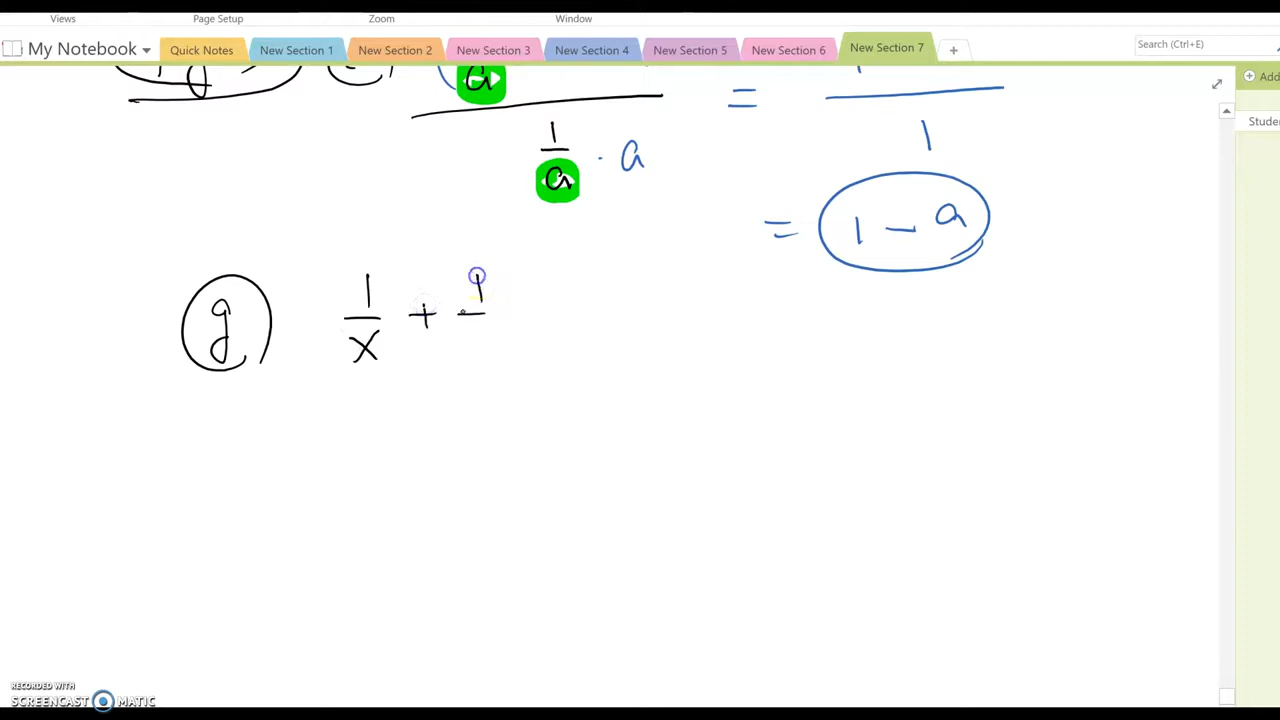 Views Page Setup Zoom Window
My Notebook Quick Notes New Section 1 New Section 2 New Section 3 New Section 4 New Section 5 New Section 6 New Section 7 + Search (Ctrl+E)
Add
Studen
a
= 
1
1/a · a
= 1 - a
g 1/x + 1
RECORDED WITH
SCREENCAST MATIC